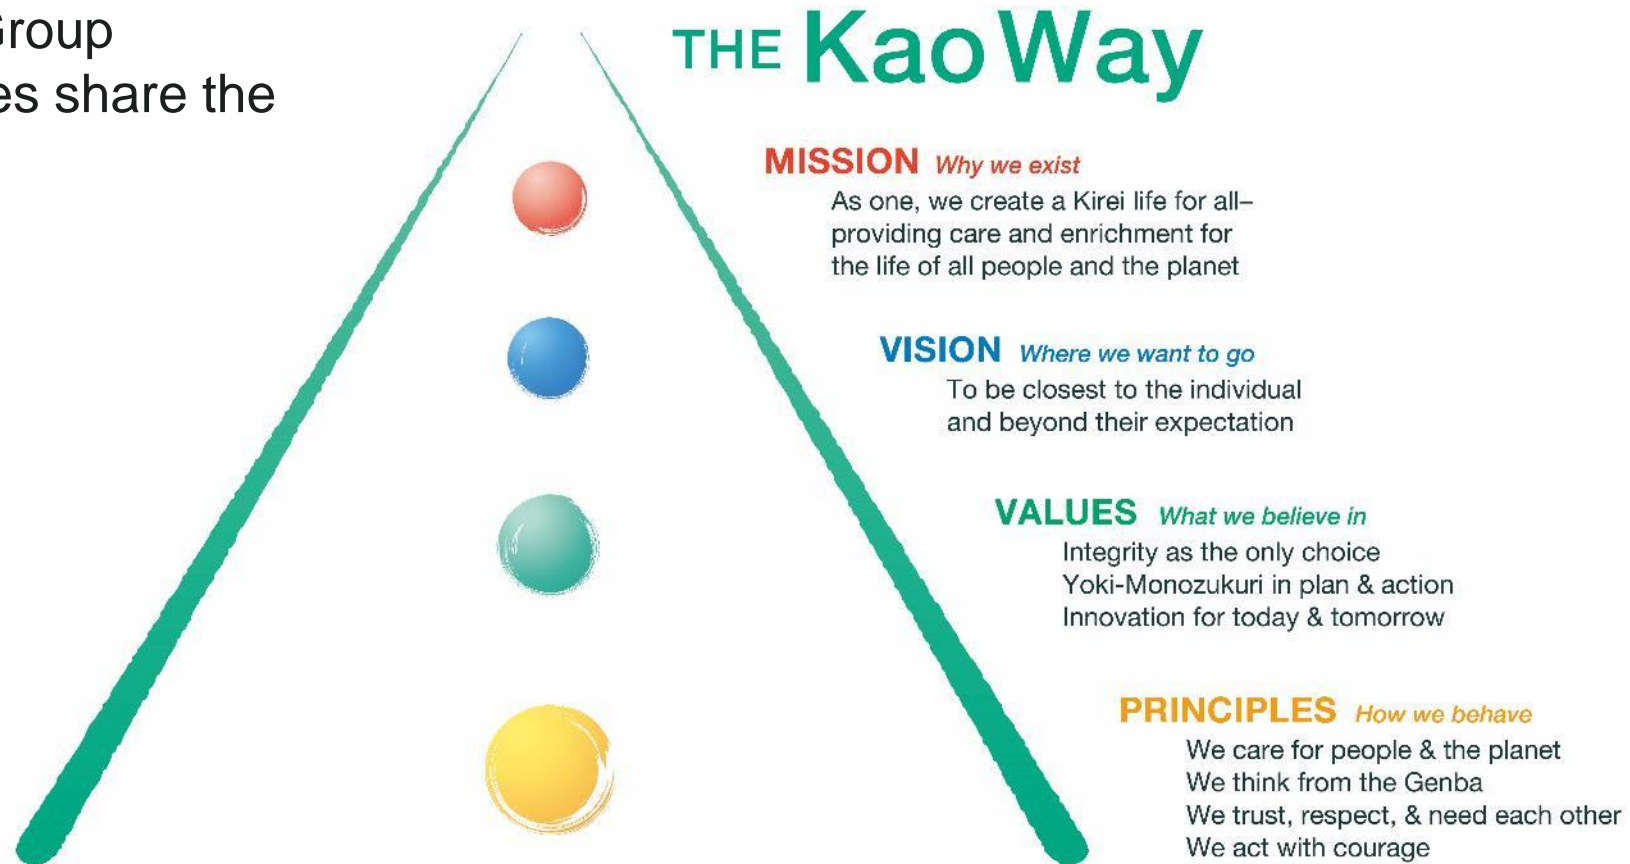 Group
es share the
THE Kao Way
MISSION Why we exist
As one, we create a Kirei life for all–
providing care and enrichment for
the life of all people and the planet
VISION Where we want to go
To be closest to the individual
and beyond their expectation
VALUES What we believe in
Integrity as the only choice
Yoki-Monozukuri in plan & action
Innovation for today & tomorrow
PRINCIPLES How we behave
We care for people & the planet
We think from the Genba
We trust, respect, & need each other
We act with courage